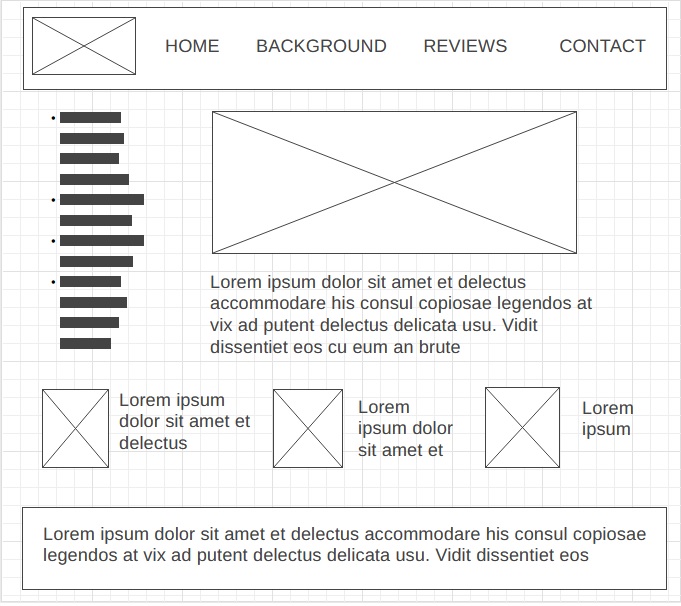 HOME BACKGROUND REVIEWS CONTACT
Lorem ipsum dolor sit amet et delectus
accommodare his consul copiosae legendos at
vix ad putent delectus delicata usu. Vidit
dissentiet eos cu eum an brute
Lorem ipsum
dolor sit amet et
delectus
Lorem
ipsum dolor
sit amet et
Lorem
ipsum
Lorem ipsum dolor sit amet et delectus accommodare his consul copiosae
legendos at vix ad putent delectus delicata usu. Vidit dissentiet eos